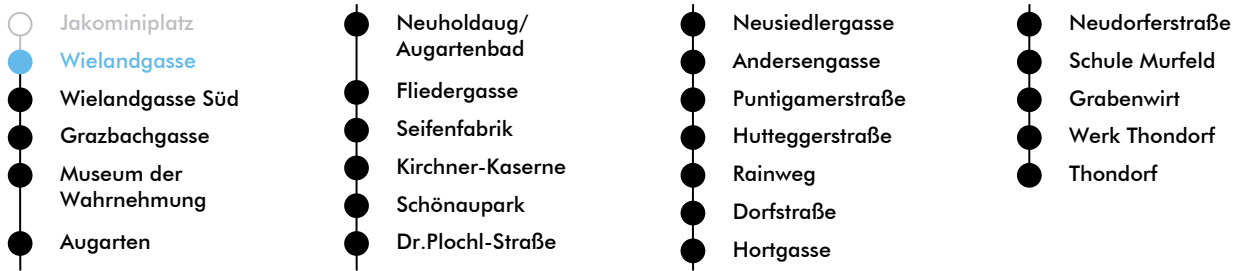 Jakominiplatz
Wielandgasse
Wielandgasse Süd
Grazbachgasse
Museum der
Wahrnehmung
Augarten
Neuholdaug/
Augartenbad
Fliedergasse
Seifenfabrik
Kirchner-Kaserne
Schönaupark
Dr.Plochl-Straße
Neusiedlergasse
Andersengasse
Puntigamerstraße
Hutteggerstraße
Rainweg
Dorfstraße
Hortgasse
Neudorferstraße
Schule Murfeld
Grabenwirt
Werk Thondorf
Thondorf